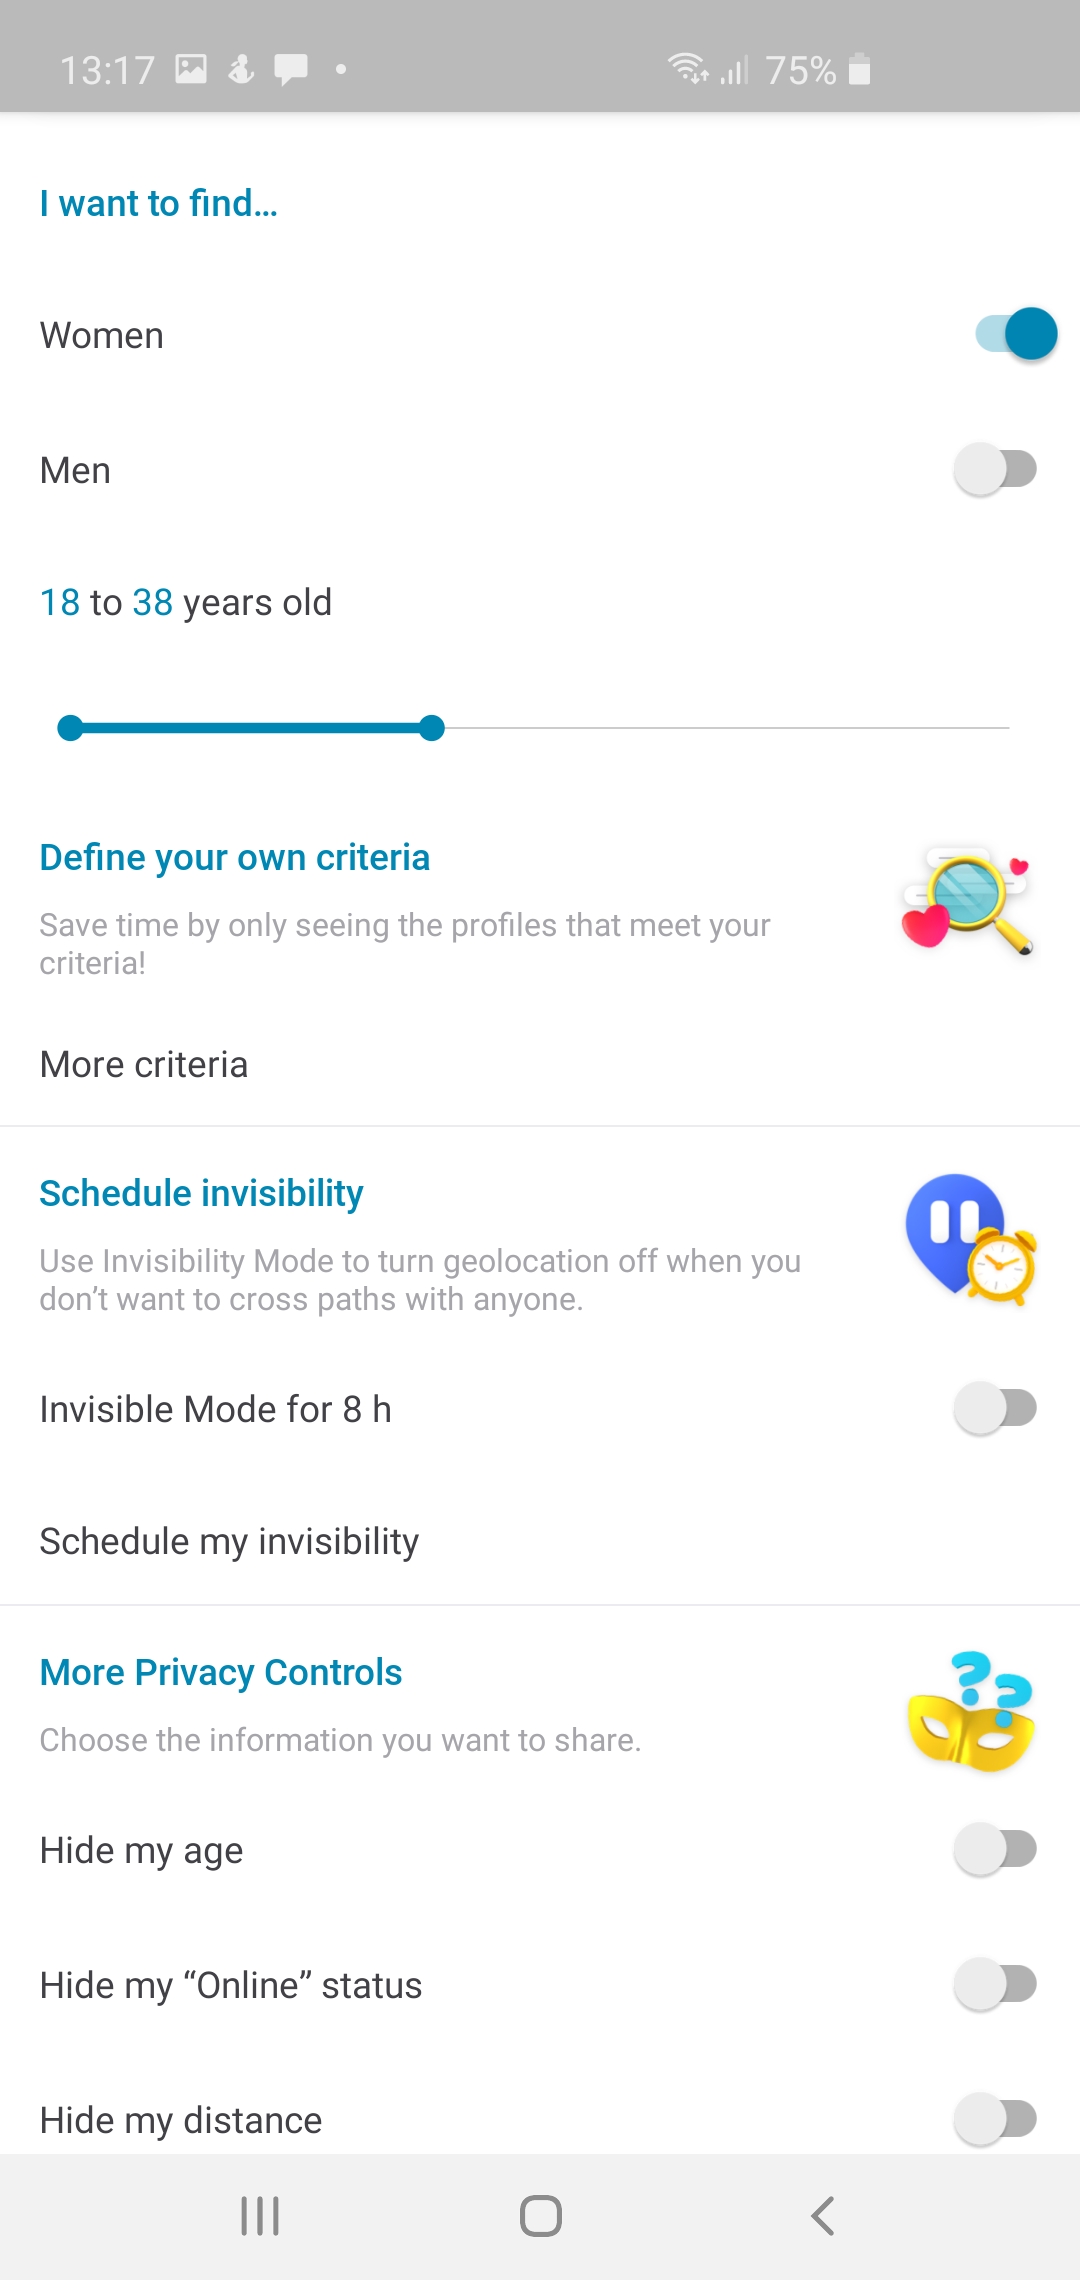 13:17 75%
I want to find...
Women
Men
18 to 38 years old
Define your own criteria
Save time by only seeing the profiles that meet your
criteria!
More criteria
Schedule invisibility
Use Invisibility Mode to turn geolocation off when you
don’t want to cross paths with anyone.
Invisible Mode for 8 h
Schedule my invisibility
More Privacy Controls
Choose the information you want to share.
Hide my age
Hide my “Online” status
Hide my distance